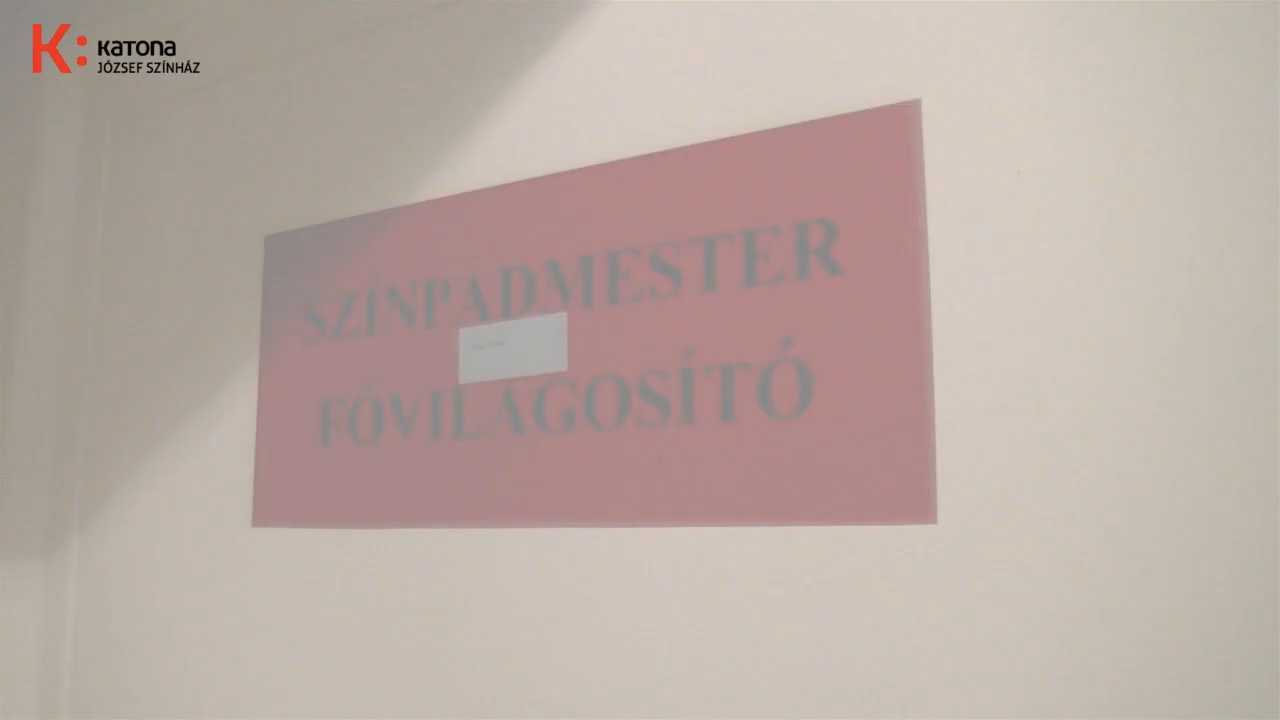 K:
katona
JÓZSEF SZÍNHÁZ
SZÍNPADMESTER
FŐVILÁGOSÍTÓ